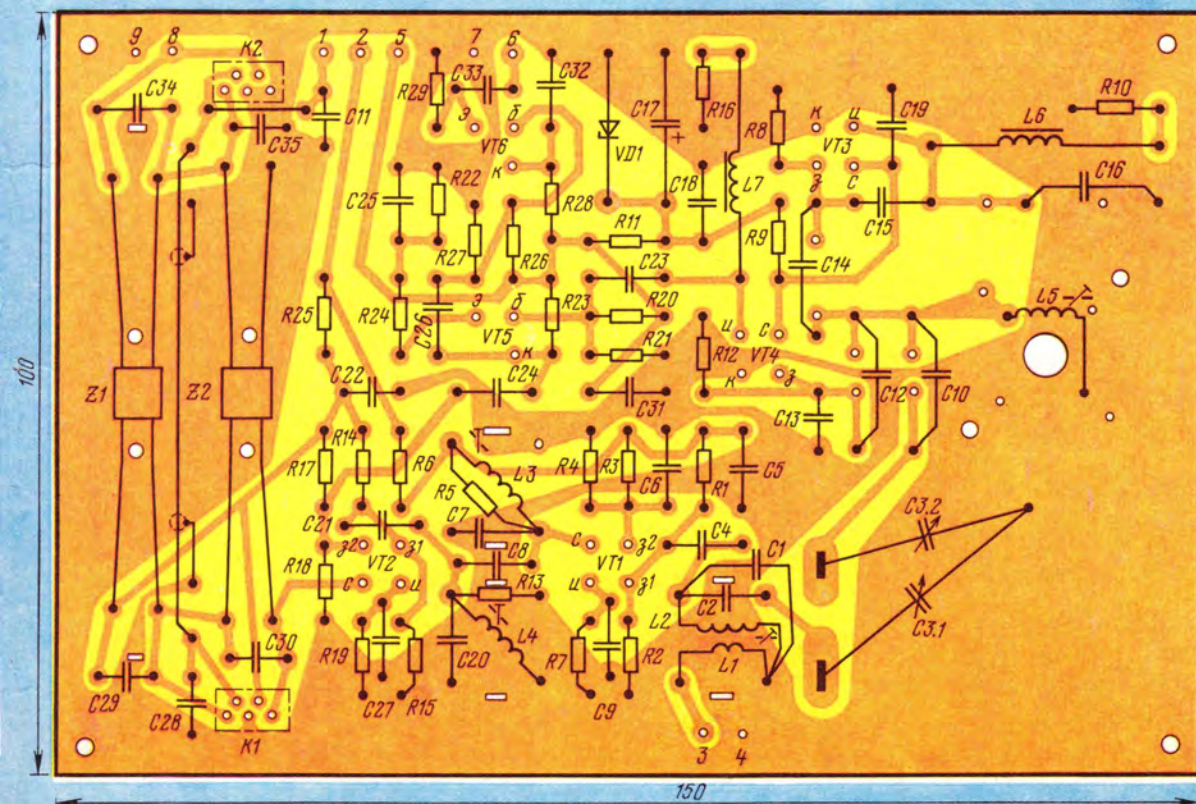 9 8 K2 1 2 5 7 6
C34 R29 C33 C32 C17 + R16 R8 к и C19 R10
C35 C11 э б VT6 VD1 VT3 L6
к з с
C25 R22 R28 C18 L7 C16
R27 R26 R11 R9 C15
C23 C14
R25 R24 C26 э б R23 R20 и с L5
VT5 R21 R12 VT4
к к з
100 Z1 Z2 C22 C24 C31 C13 C12 C10
R17 R14 R6 L3 R4 R3 C6 R1 C5
R5
C21 C7 C4 C3.2
з2 з1 C8 с з2 C1
R18 VT2 R13 VT1
с и и з1 C2 C3.1
L2
C30 R19 L4 C20 R7 R2 L1
C29 C28 C27 R15 C9
K1 3 4
150